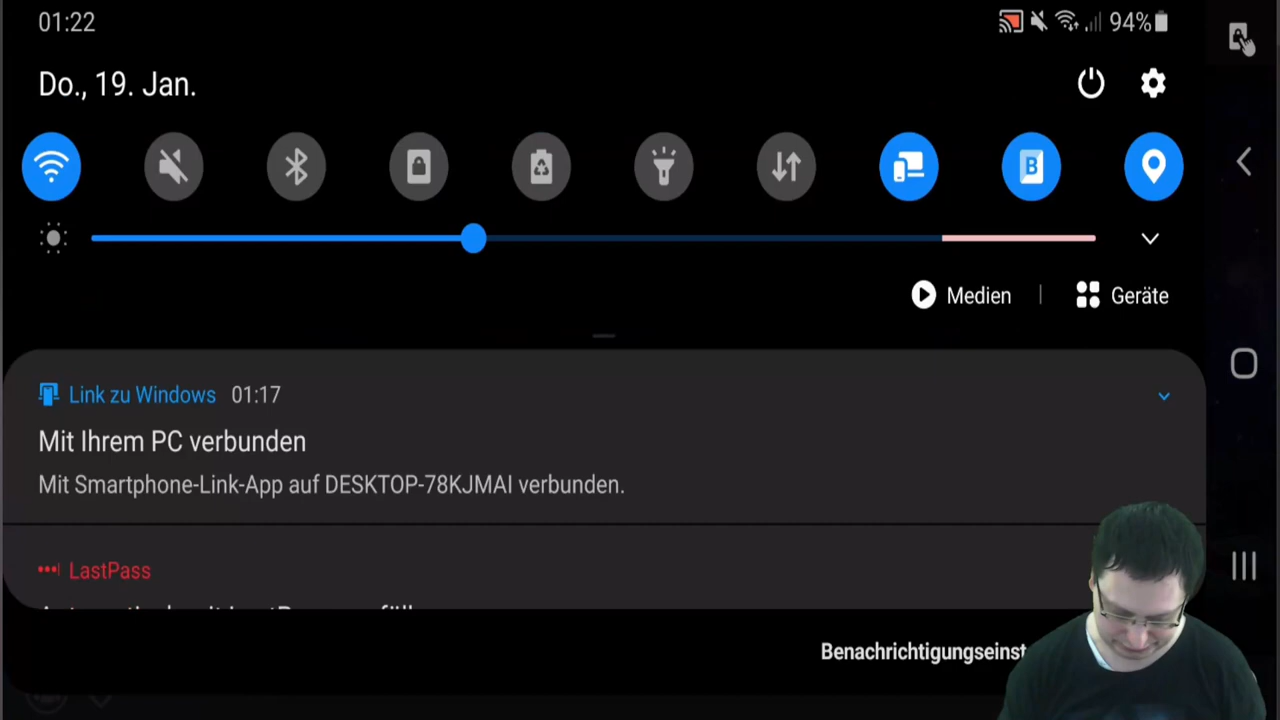 01:22
94%
Do., 19. Jan.
B
Medien | Geräte
Link zu Windows 01:17
Mit Ihrem PC verbunden
Mit Smartphone-Link-App auf DESKTOP-78KJMAI verbunden.
LastPass
Benachrichtigungseinst